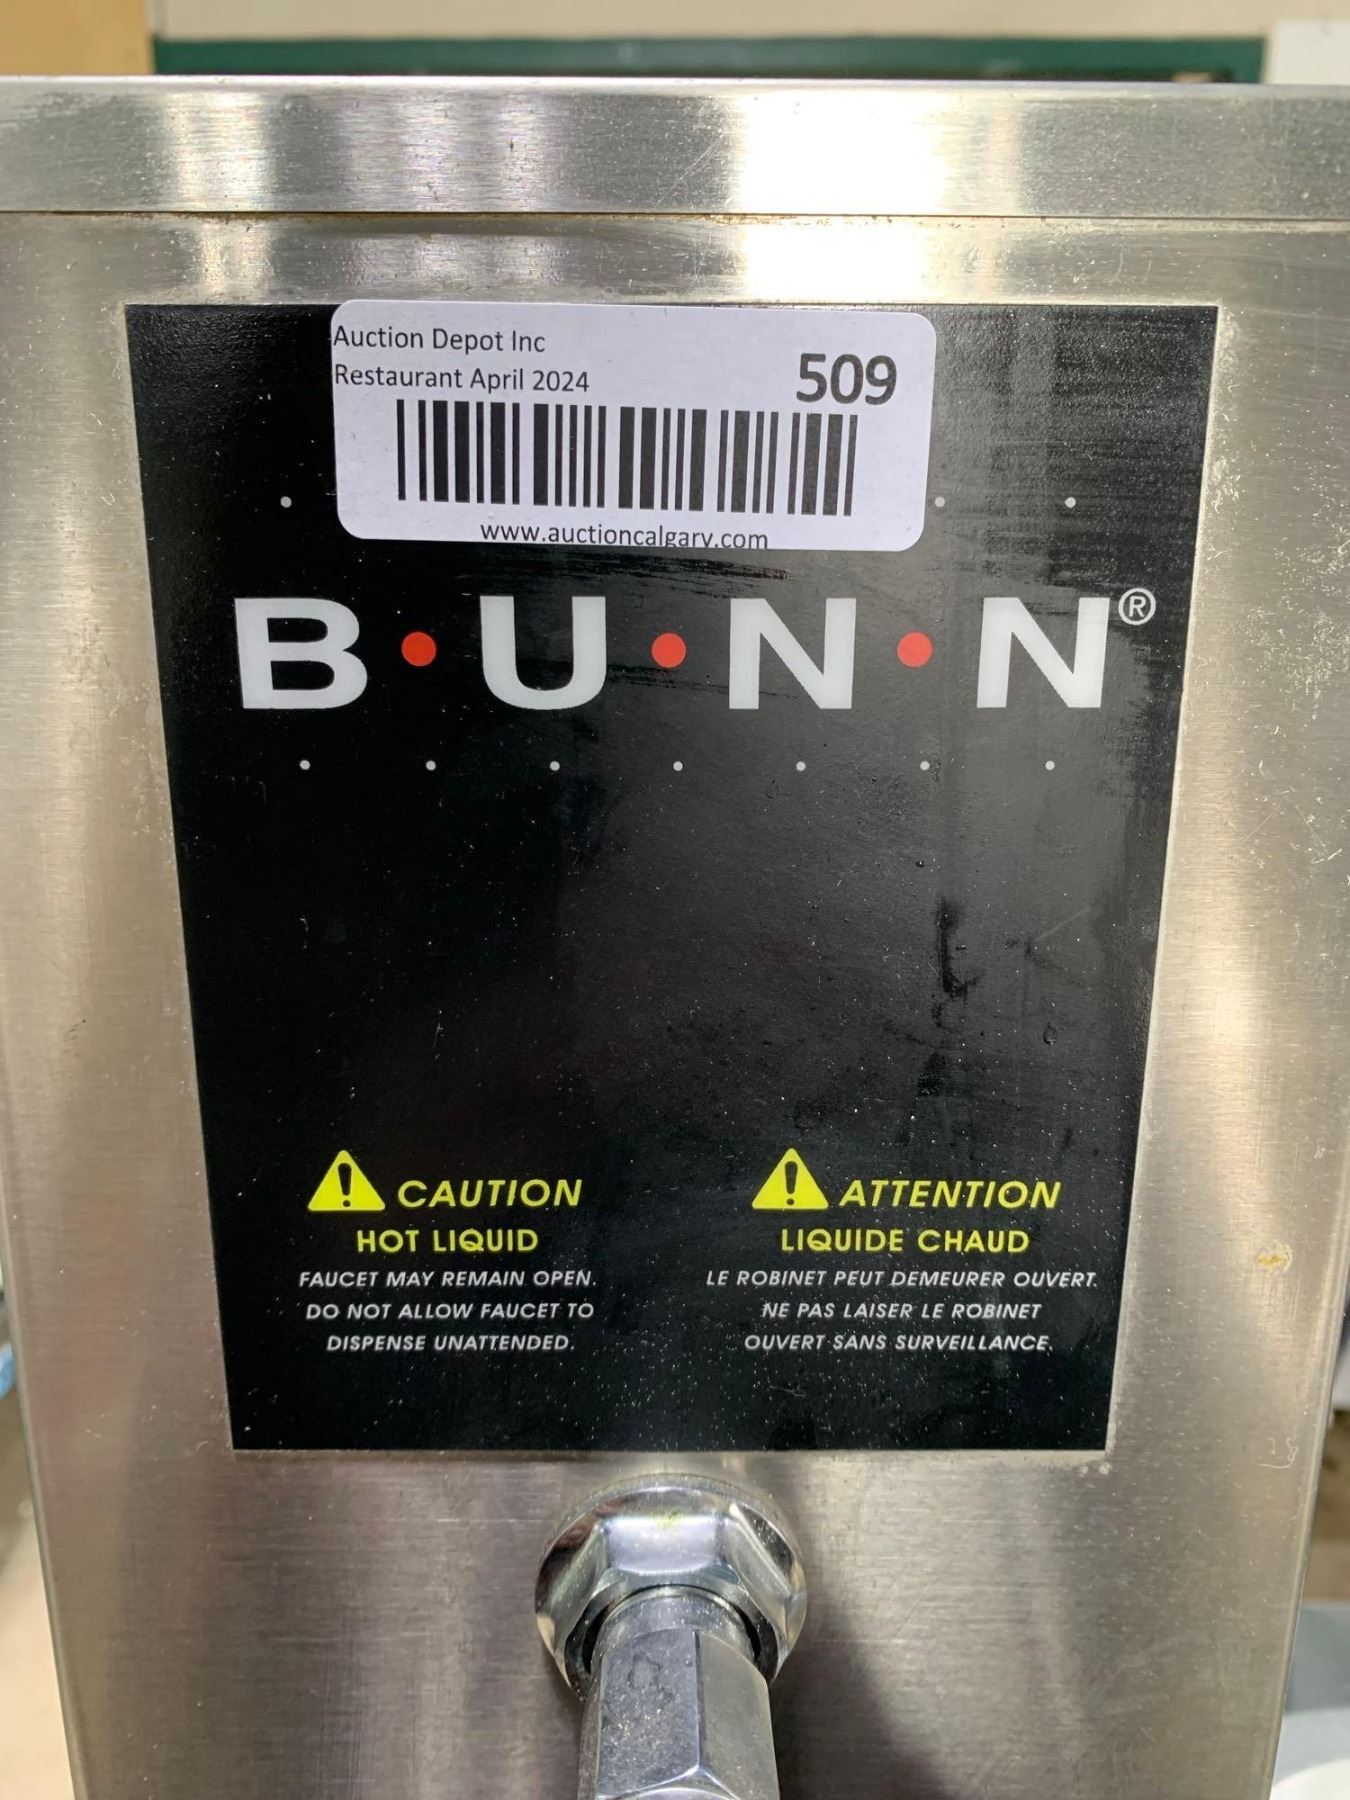 Auction Depot Inc
Restaurant April 2024
509
www.auctioncalgary.com
B•U•N•N®
CAUTION
HOT LIQUID
FAUCET MAY REMAIN OPEN.
DO NOT ALLOW FAUCET TO
DISPENSE UNATTENDED.
ATTENTION
LIQUIDE CHAUD
LE ROBINET PEUT DEMEURER OUVERT.
NE PAS LAISER LE ROBINET
OUVERT SANS SURVEILLANCE.